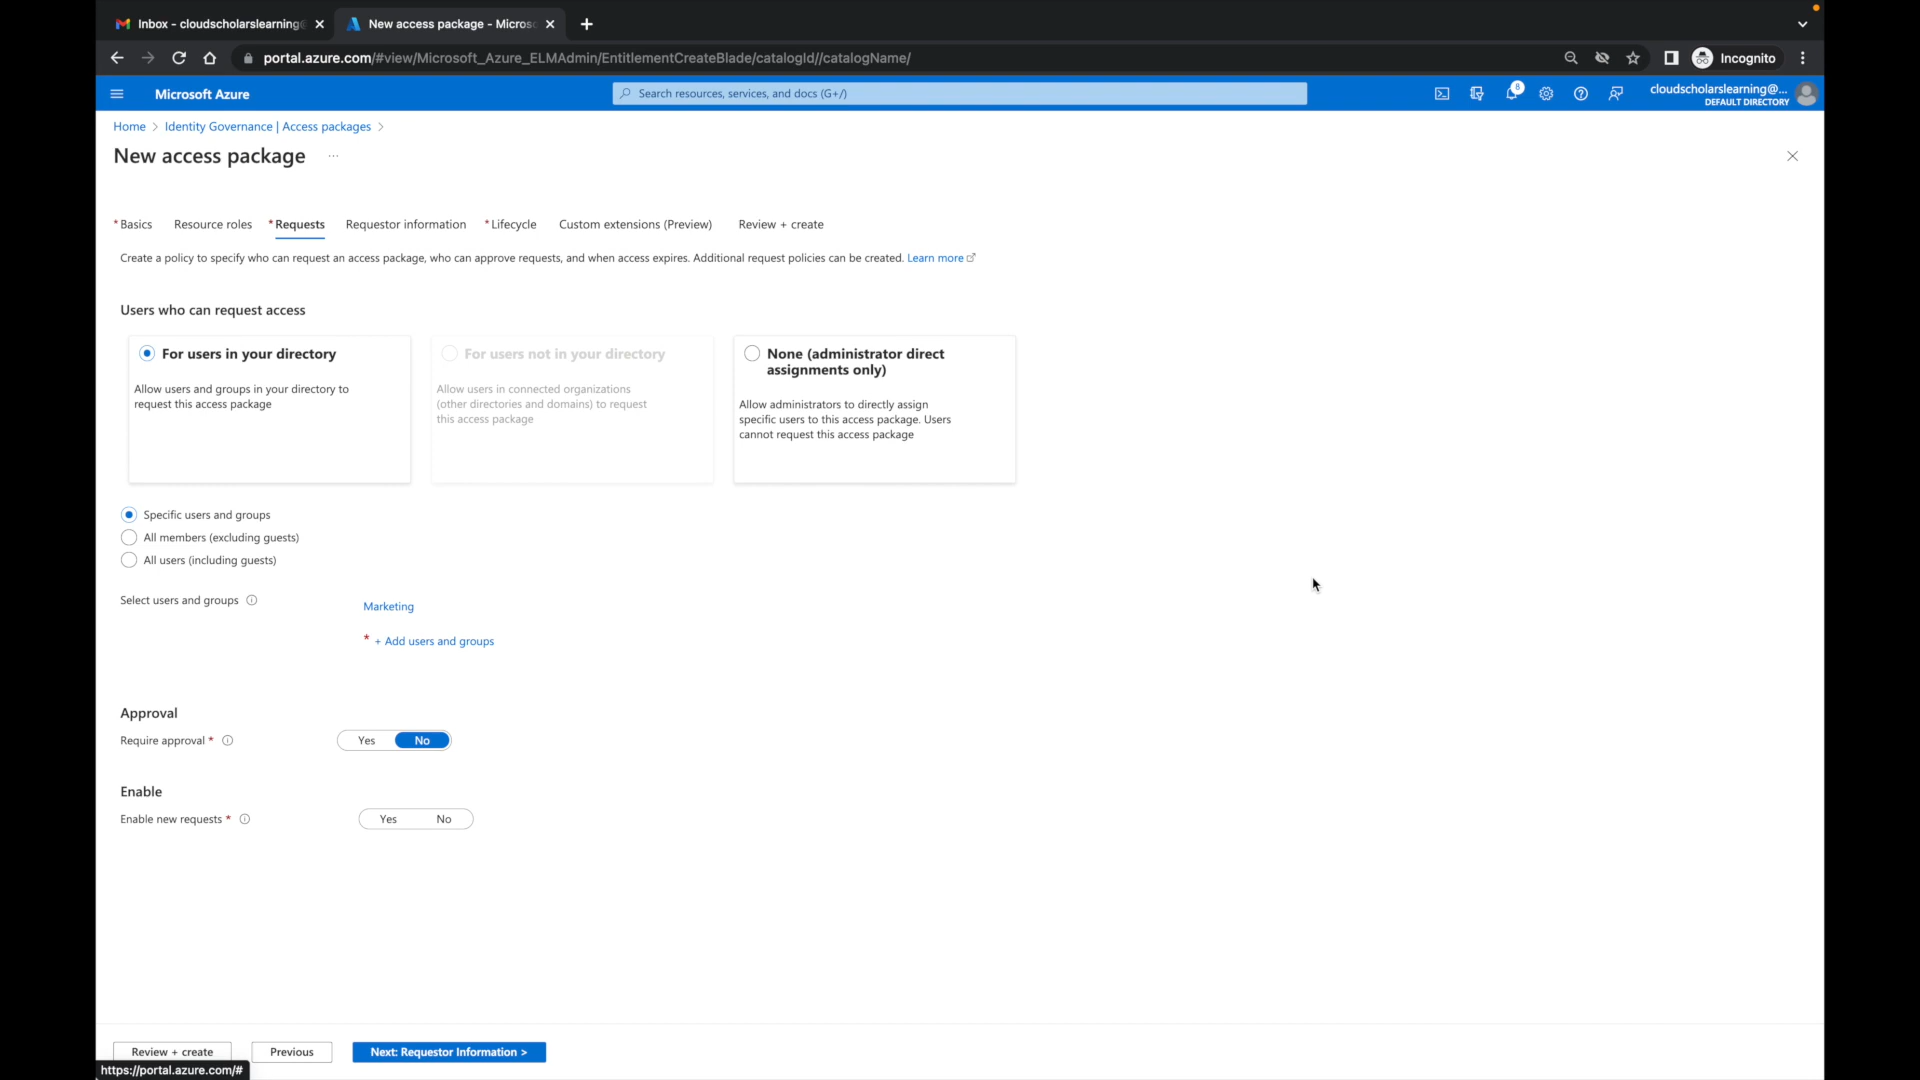 Inbox - cloudscholarslearning@
New access package - Micros
portal.azure.com/#view/Microsoft_Azure_ELMAdmin/EntitlementCreateBlade/catalogId//catalogName/
Incognito
Microsoft Azure
Search resources, services, and docs (G+/)
8
cloudscholarslearning@...
DEFAULT DIRECTORY
Home > Identity Governance | Access packages >
New access package ...
* Basics Resource roles * Requests Requestor information * Lifecycle Custom extensions (Preview) Review + create
Create a policy to specify who can request an access package, who can approve requests, and when access expires. Additional request policies can be created. Learn more
Users who can request access
For users in your directory
Allow users and groups in your directory to
request this access package
For users not in your directory
Allow users in connected organizations
(other directories and domains) to request
this access package
None (administrator direct
assignments only)
Allow administrators to directly assign
specific users to this access package. Users
cannot request this access package
Specific users and groups
All members (excluding guests)
All users (including guests)
Select users and groups
Marketing
* + Add users and groups
Approval
Require approval * Yes No
Enable
Enable new requests * Yes No
Review + create Previous Next: Requestor Information >
https://portal.azure.com/#